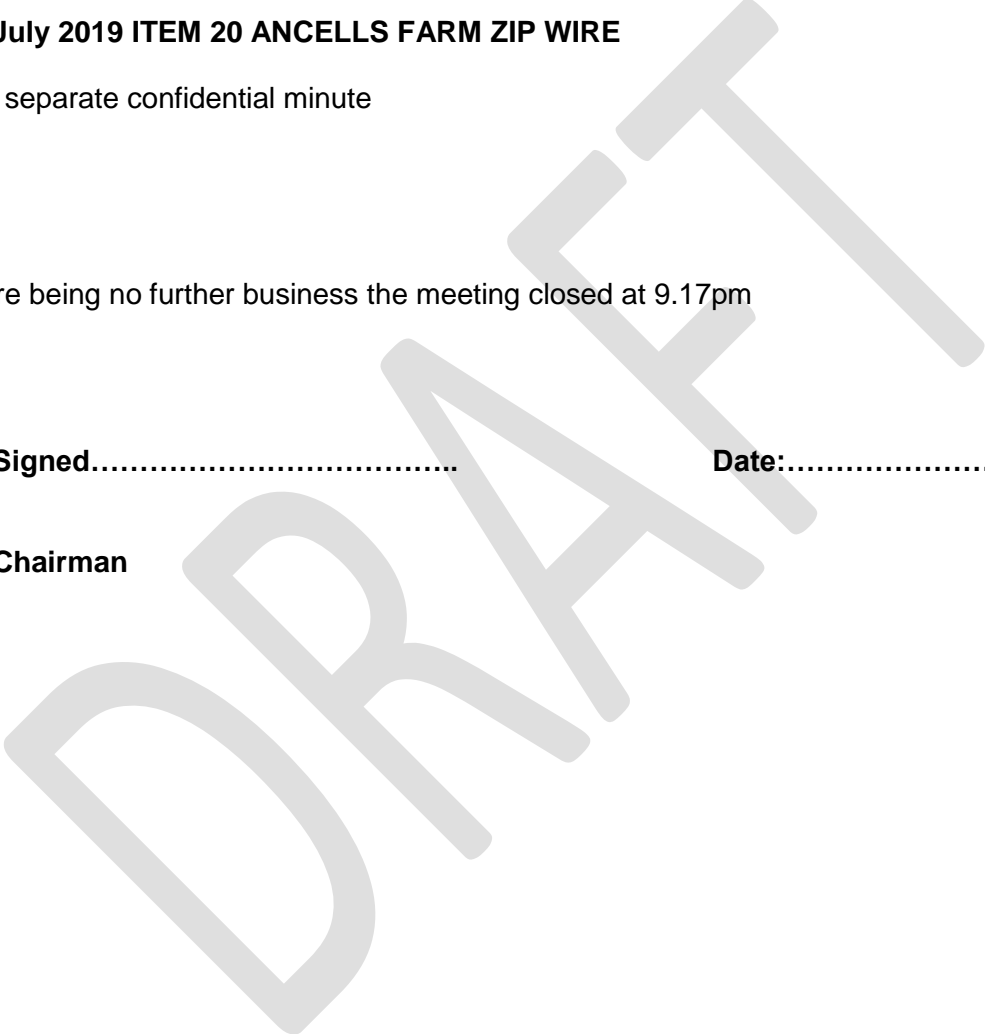 July 2019 ITEM 20 ANCELLS FARM ZIP WIRE
separate confidential minute
re being no further business the meeting closed at 9.17pm
Signed……………………………….. Date:…………………
Chairman
DRAFT